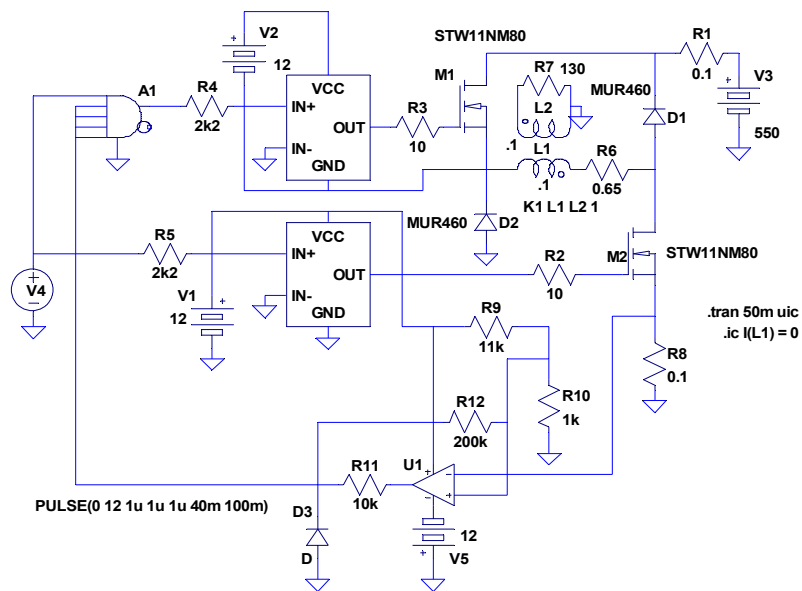 V2
12
A1
R4
2k2
VCC
IN+
OUT
IN-
GND
R3
10
STW11NM80
M1
R7
130
L2
.1
L1
.1
K1 L1 L2 1
R6
0.65
R1
0.1
MUR460
D1
V3
550
MUR460
D2
R5
2k2
V4
V1
12
VCC
IN+
OUT
IN-
GND
R2
10
M2
STW11NM80
.tran 50m uic
.ic I(L1) = 0
R9
11k
R8
0.1
R10
1k
R12
200k
R11
10k
U1
PULSE(0 12 1u 1u 1u 40m 100m)
D3
D
12
V5